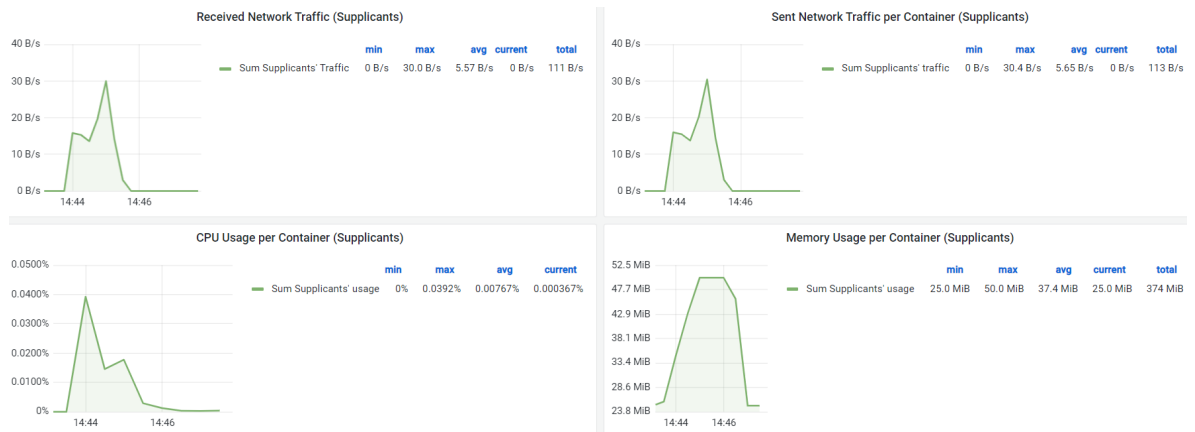 Received Network Traffic (Supplicants)
min max avg current total
40 B/s
Sum Supplicants' Traffic 0 B/s 30.0 B/s 5.57 B/s 0 B/s 111 B/s
30 B/s
20 B/s
10 B/s
0 B/s
14:44 14:46
Sent Network Traffic per Container (Supplicants)
min max avg current total
40 B/s
Sum Supplicants' traffic 0 B/s 30.4 B/s 5.65 B/s 0 B/s 113 B/s
30 B/s
20 B/s
10 B/s
0 B/s
14:44 14:46
CPU Usage per Container (Supplicants)
min max avg current
0.0500%
Sum Supplicants' usage 0% 0.0392% 0.00767% 0.000367%
0.0400%
0.0300%
0.0200%
0.0100%
0%
14:44 14:46
Memory Usage per Container (Supplicants)
min max avg current total
52.5 MiB
Sum Supplicants' usage 25.0 MiB 50.0 MiB 37.4 MiB 25.0 MiB 374 MiB
47.7 MiB
42.9 MiB
38.1 MiB
33.4 MiB
28.6 MiB
23.8 MiB
14:44 14:46